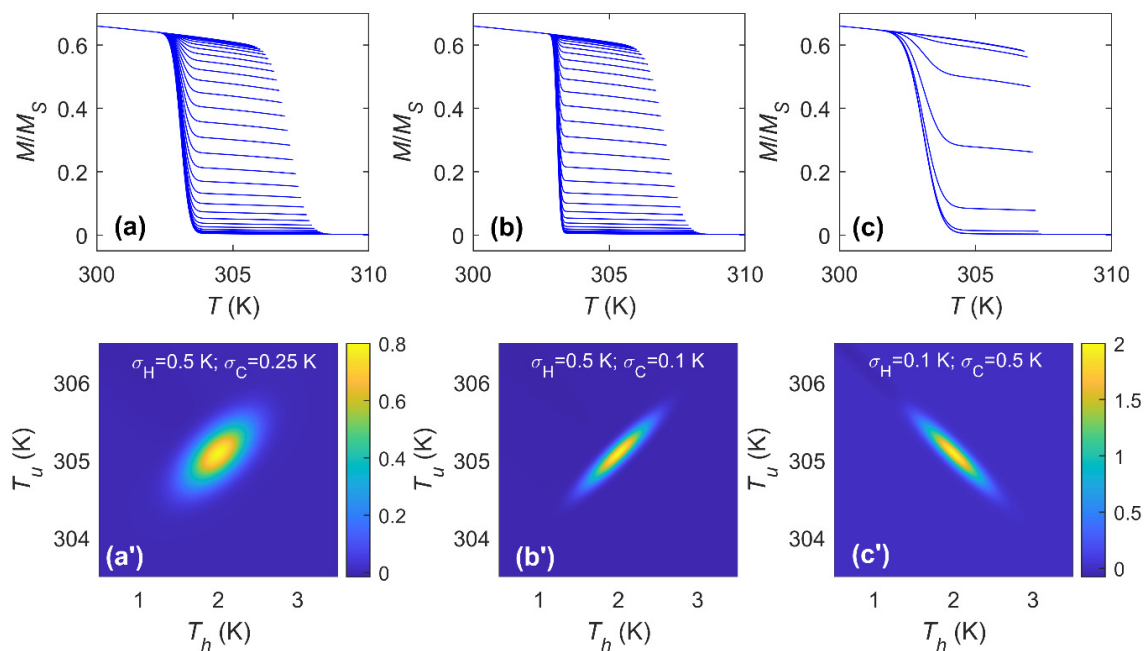 0.6
0.4
0.2
0
M/M_S
(a)
300 305 310
T (K)
0.6
0.4
0.2
0
M/M_S
(b)
300 305 310
T (K)
0.6
0.4
0.2
0
M/M_S
(c)
300 305 310
T (K)
σ_H=0.5 K; σ_C=0.25 K
306
305
304
T_u (K)
(a')
1 2 3
T_h (K)
0.8
0.6
0.4
0.2
0
σ_H=0.5 K; σ_C=0.1 K
306
305
304
T_u (K)
(b')
1 2 3
T_h (K)
σ_H=0.1 K; σ_C=0.5 K
306
305
304
T_u (K)
(c')
1 2 3
T_h (K)
2
1.5
1
0.5
0